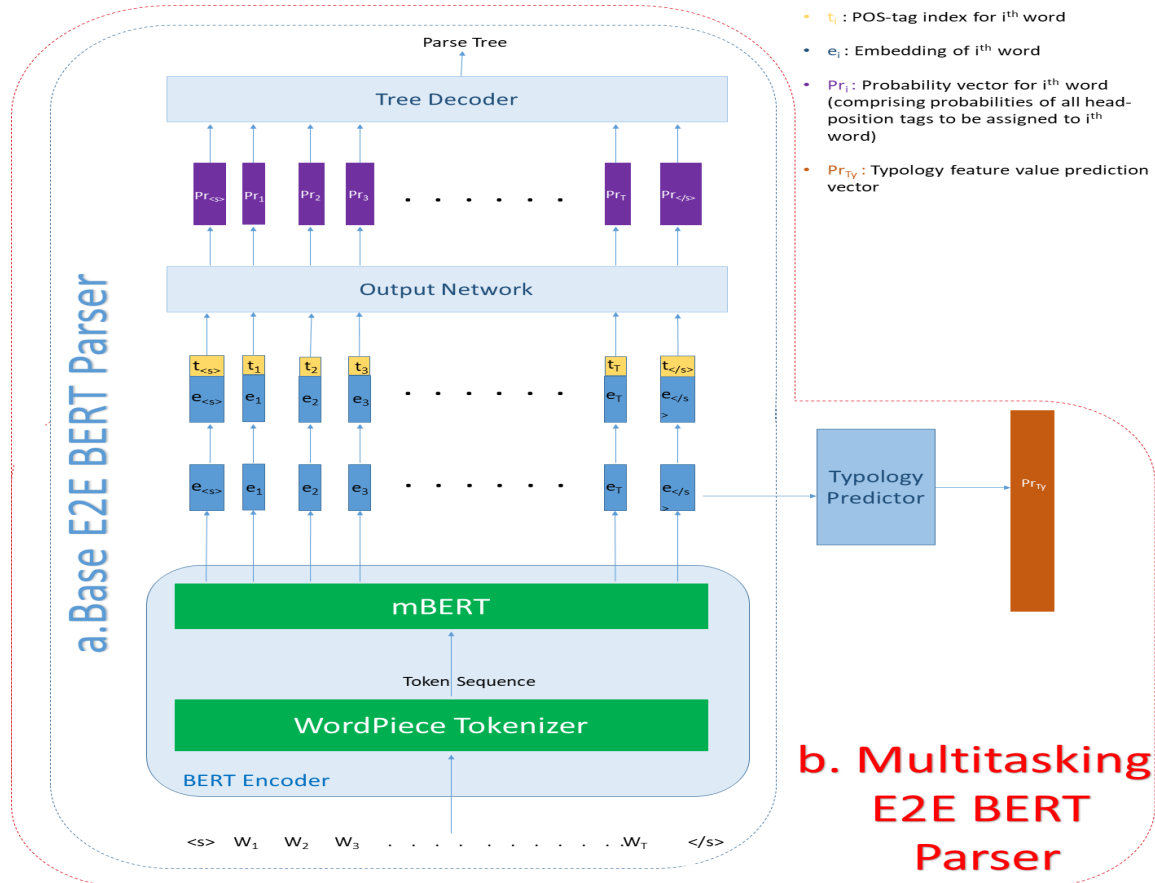 Parse Tree
Tree Decoder
Pr<s> Pr1 Pr2 Pr3 . . . . . . PrT Pr</s>
Output Network
t<s> t1 t2 t3 tT t</s>
e<s> e1 e2 e3 . . . . . . eT e</s>
e<s> e1 e2 e3 . . . . . . eT e</s>
mBERT
Token Sequence
WordPiece Tokenizer
BERT Encoder
<s> W1 W2 W3 . . . . . . . . . . . .WT </s>
a.Base E2E BERT Parser
• ti : POS-tag index for ith word
• ei : Embedding of ith word
• Pri : Probability vector for ith word
(comprising probabilities of all head-
position tags to be assigned to ith
word)
• PrTy : Typology feature value prediction
vector
Typology
Predictor
PrTy
b. Multitasking
E2E BERT
Parser